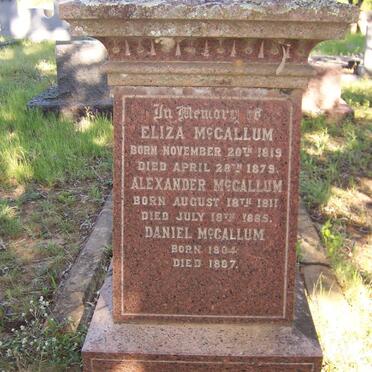 In Memory of
ELIZA McCALLUM
BORN NOVEMBER 20TH 1819
DIED APRIL 28TH 1879.
ALEXANDER McCALLUM
BORN AUGUST 18TH 1811
DIED JULY 18TH 1885.
DANIEL McCALLUM
BORN 1804.
DIED 1887.